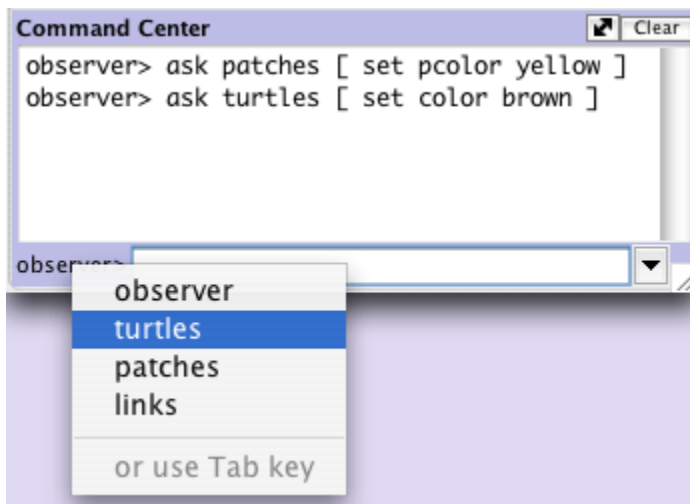 Command Center
Clear
observer> ask patches [ set pcolor yellow ]
observer> ask turtles [ set color brown ]
observer>
observer
turtles
patches
links
or use Tab key